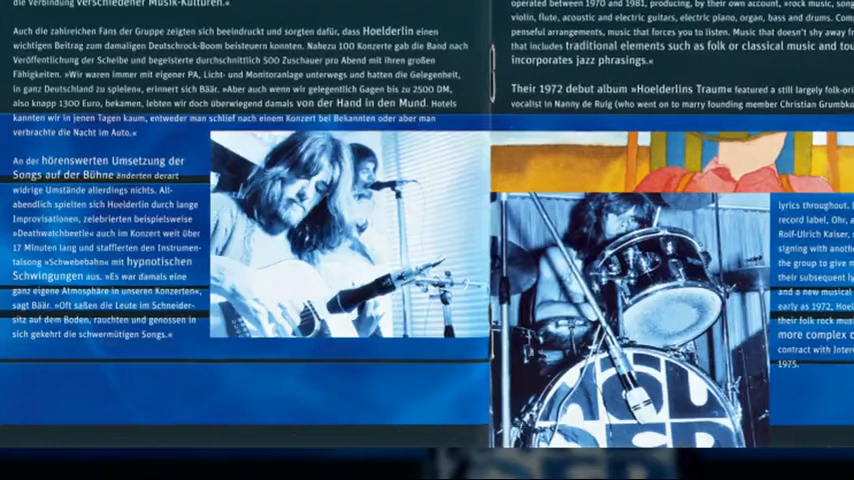 die Verbindung verschiedener Musik-Kulturen.«
Auch die zahlreichen Fans der Gruppe zeigten sich beeindruckt und sorgten dafür, dass Hoelderlin einen
wichtigen Beitrag zum damaligen Deutschrock-Boom beisteuern konnten. Nahezu 100 Konzerte gab die Band nach
Veröffentlichung der Scheibe und begeisterte durchschnittlich 500 Zuschauer pro Abend mit ihren großen
Fähigkeiten. »Wir waren immer mit eigener PA, Licht- und Monitoranlage unterwegs und hatten die Gelegenheit,
in ganz Deutschland zu spielen«, erinnert sich Bäär. »Aber auch wenn wir gelegentlich Gagen bis zu 2500 DM,
also knapp 1300 Euro, bekamen, lebten wir doch überwiegend damals von der Hand in den Mund. Hotels
kannten wir in jenen Tagen kaum, entweder man schlief nach einem Konzert bei Bekannten oder aber man
verbrachte die Nacht im Auto.«
An der hörenswerten Umsetzung der
Songs auf der Bühne änderten derart
widrige Umstände allerdings nichts. All-
abendlich spielten sich Hoelderlin durch lange
Improvisationen, zelebrierten beispielsweise
»Deathwatchbeetle« auch im Konzert weit über
17 Minuten lang und staffierten den Instrumen-
talsong »Schwebebahn« mit hypnotischen
Schwingungen aus. »Es war damals eine
ganz eigene Atmosphäre in unseren Konzerten«,
sagt Bäär. »Oft saßen die Leute im Schneider-
sitz auf dem Boden, rauchten und genossen in
sich gekehrt die schwermütigen Songs.«
operated between 1970 and 1981, producing, by their own account, »rock music, song
violin, flute, acoustic and electric guitars, electric piano, organ, bass and drums. Com
penseful arrangements, music that forces you to listen. Music that doesn't shy away fr
that includes traditional elements such as folk or classical music and tou
incorporates jazz phrasings.«
Their 1972 debut album »Hoelderlins Traum« featured a still largely folk-ori
vocalist in Nanny de Ruig (who went on to marry founding member Christian Grumbko
lyrics throughout.
record label, Ohr, a
Rolf-Ulrich Kaiser,
signing with anoth
the group to give
their subsequent ly
and a new musical
early as 1972, Hoel
their folk rock mus
more complex
contract with Inter
1975.